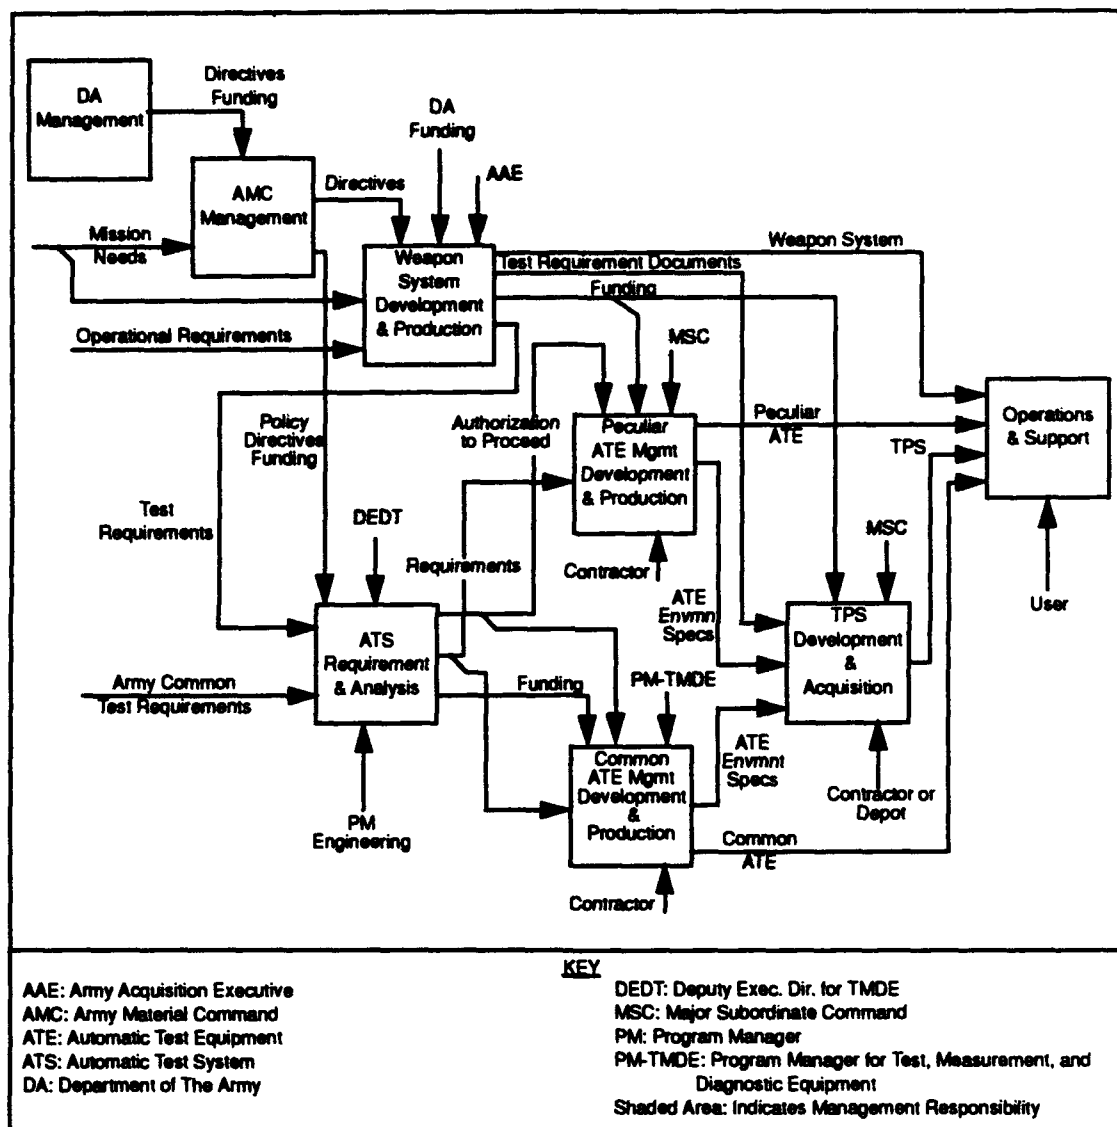 Directives
Funding
DA
Management
DA
Funding
AMC
Management
Directives
AAE
Mission
Needs
Weapon
System
Development
& Production
Weapon System
Test Requirement Documents
Funding
Operational Requirements
MSC
Policy
Directives
Funding
Authorization
to Proceed
Peculiar
ATE Mgmt
Development
& Production
Peculiar
ATE
TPS
Operations
& Support
Test
Requirements
DEDT
Requirements
Contractor
MSC
User
ATE
Envmn
Specs
TPS
Development
&
Acquisition
ATS
Requirement
& Analysis
Army Common
Test Requirements
Funding
PM-TMDE
Common
ATE Mgmt
Development
&
Production
ATE
Envmnt
Specs
Contractor or
Depot
PM
Engineering
Common
ATE
Contractor
KEY
AAE: Army Acquisition Executive
AMC: Army Material Command
ATE: Automatic Test Equipment
ATS: Automatic Test System
DA: Department of The Army
DEDT: Deputy Exec. Dir. for TMDE
MSC: Major Subordinate Command
PM: Program Manager
PM-TMDE: Program Manager for Test, Measurement, and
Diagnostic Equipment
Shaded Area: Indicates Management Responsibility